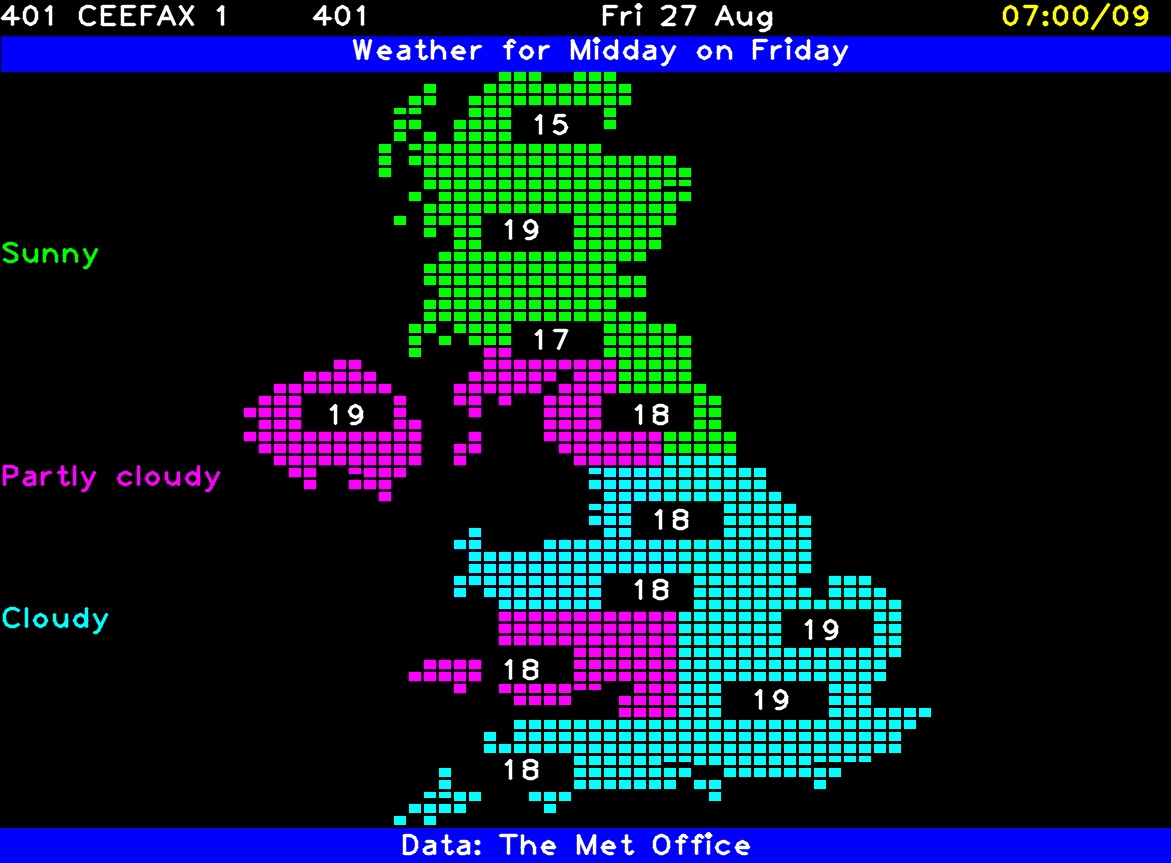 401 CEEFAX 1 401 Fri 27 Aug 07:00/09
Weather for Midday on Friday
15
19
Sunny
17
19 18
Partly cloudy
18
18
Cloudy
19
18
19
18
Data: The Met Office